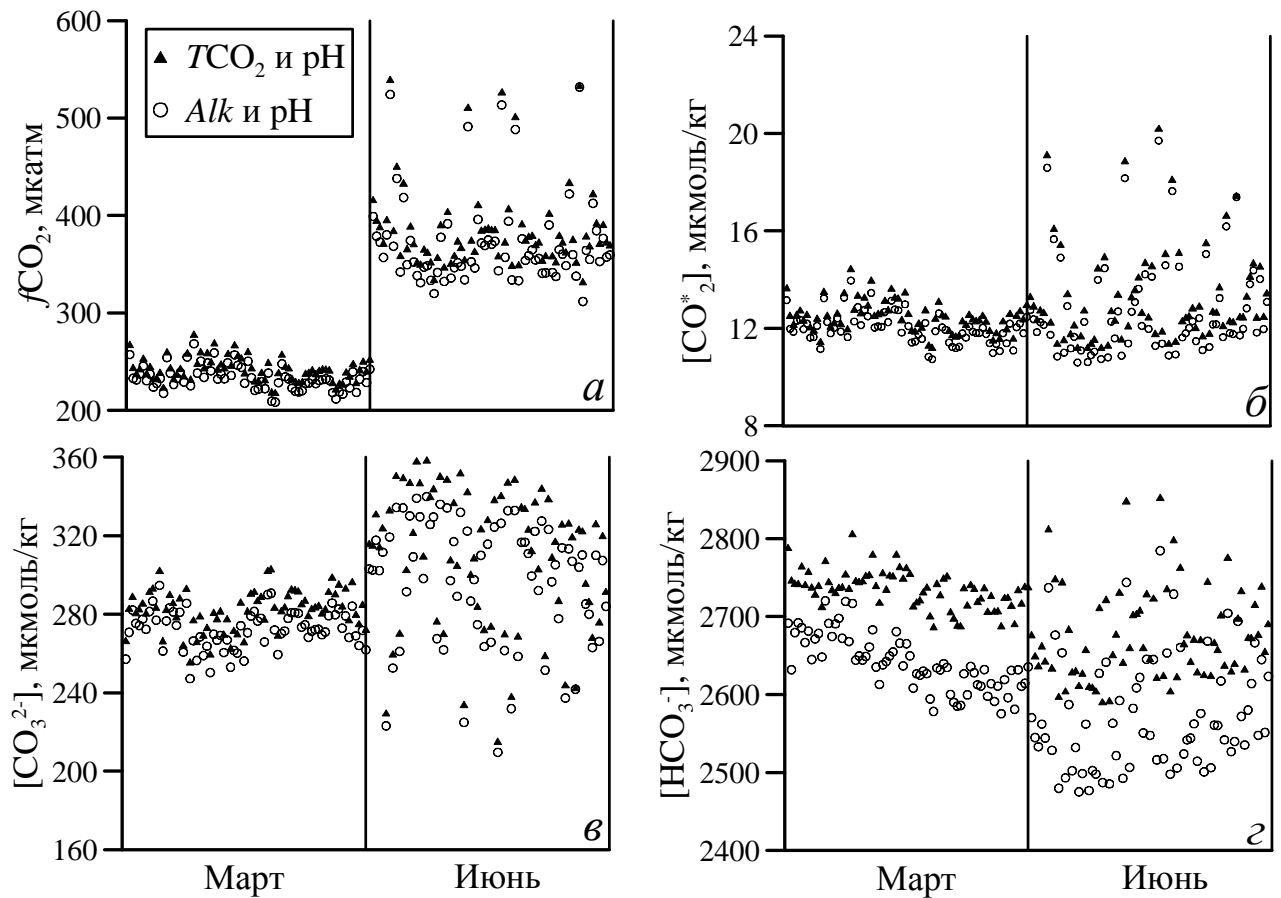 600
500
400
300
200
fCO₂, мкатм
TCO₂ и pH
Alk и pH
а
24
20
16
12
8
[CO*₂], мкмоль/кг
б
360
320
280
240
200
160
[CO₃²⁻], мкмоль/кг
в
Март
Июнь
2900
2800
2700
2600
2500
2400
[HCO₃⁻], мкмоль/кг
г
Март
Июнь